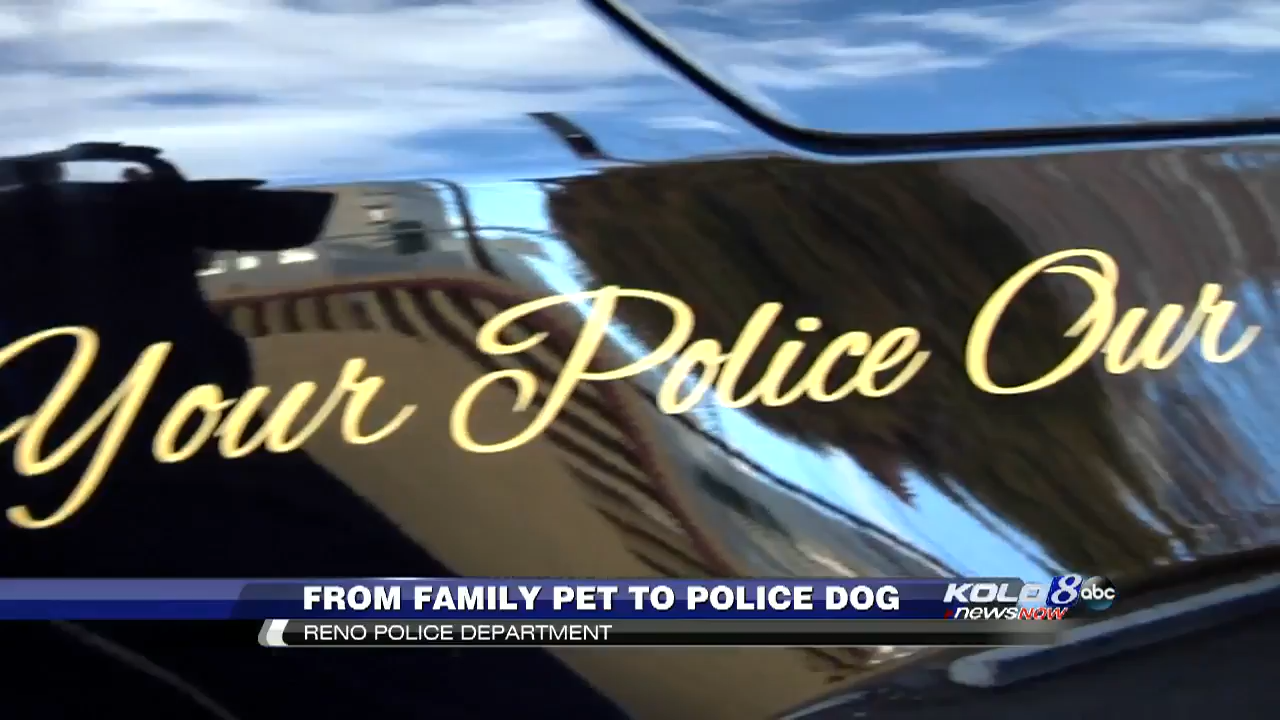 Your Police Our
FROM FAMILY PET TO POLICE DOG
RENO POLICE DEPARTMENT
KOLO 8 abc
news NOW